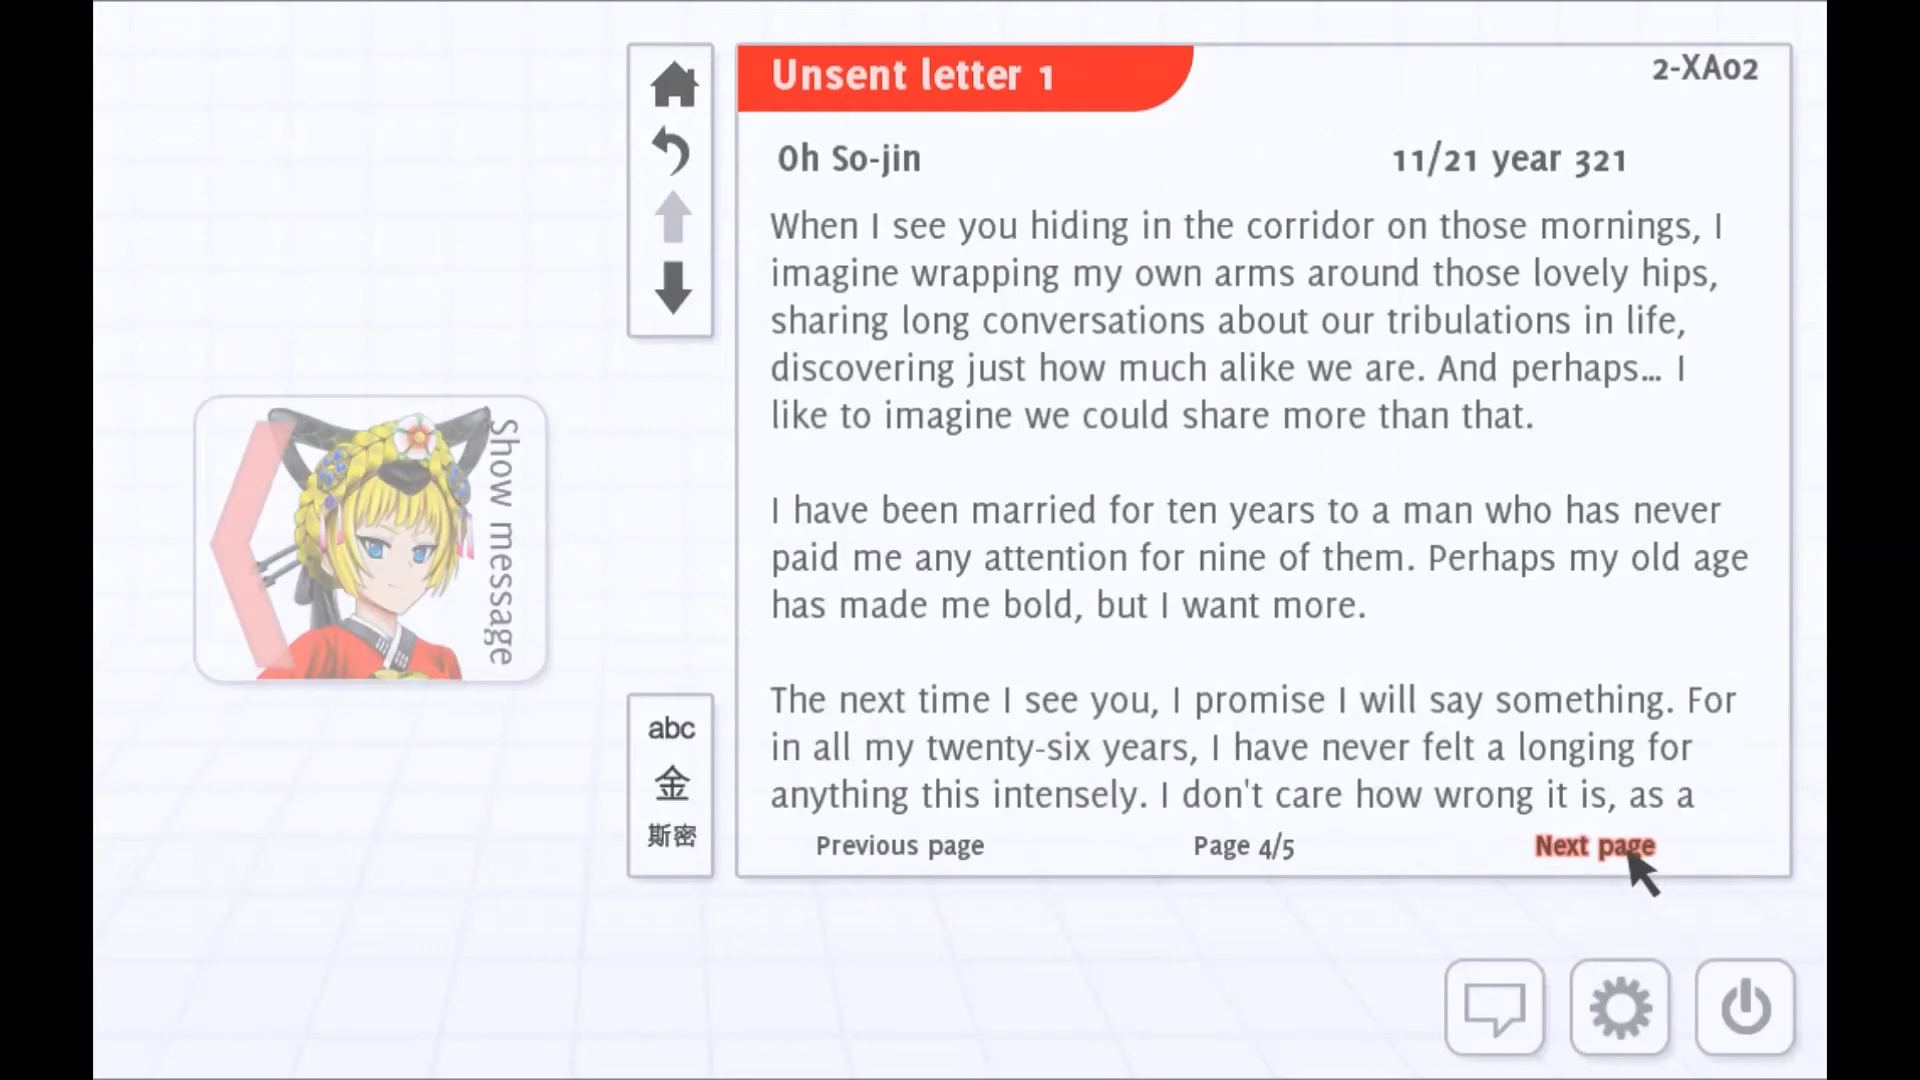 Unsent letter 1
2-XA02
Oh So-jin
11/21 year 321
When I see you hiding in the corridor on those mornings, I
imagine wrapping my own arms around those lovely hips,
sharing long conversations about our tribulations in life,
discovering just how much alike we are. And perhaps... I
like to imagine we could share more than that.
I have been married for ten years to a man who has never
paid me any attention for nine of them. Perhaps my old age
has made me bold, but I want more.
The next time I see you, I promise I will say something. For
in all my twenty-six years, I have never felt a longing for
anything this intensely. I don't care how wrong it is, as a
Previous page
Page 4/5
Next page
Show message
abc
金
斯密